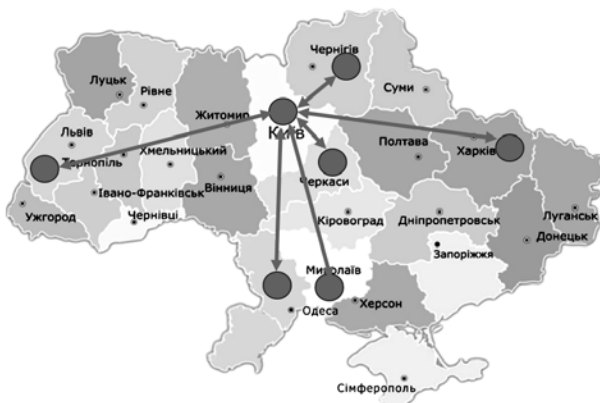 Чернігів
Луцьк
Рівне
Суми
Житомир
Київ
Львів
Полтава
Харків
Тернопіль
Хмельницький
Черкаси
Вінниця
Івано-Франківськ
Ужгород
Чернівці
Кіровоград
Дніпропетровськ
Луганськ
Донецьк
Запоріжжя
Миколаїв
Херсон
Одеса
Сімферополь